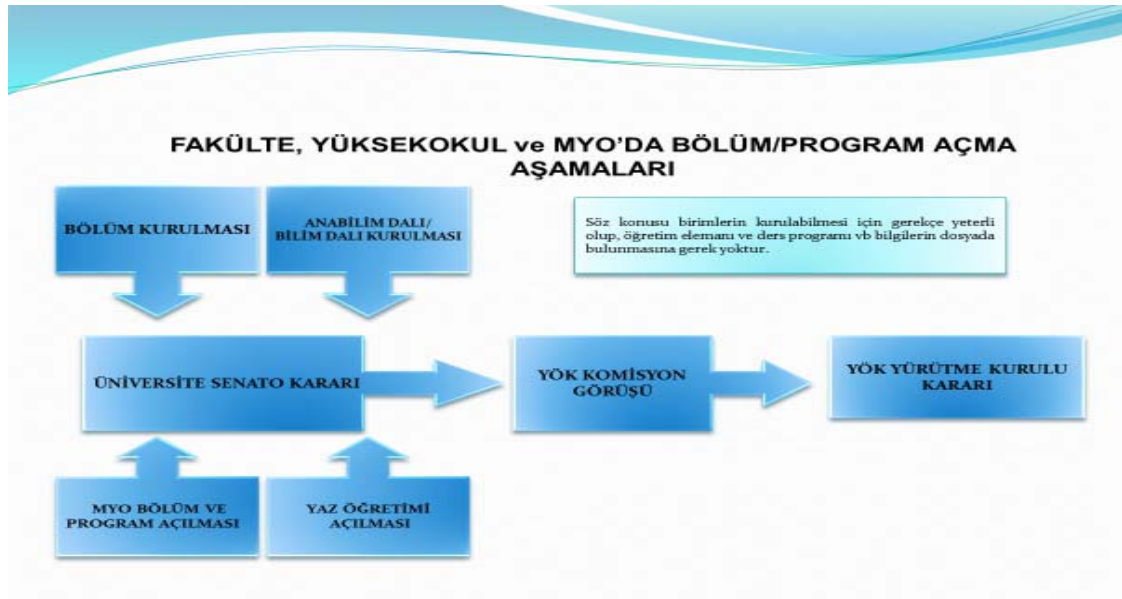 FAKÜLTE, YÜKSEKOKUL ve MYO’DA BÖLÜM/PROGRAM AÇMA
AŞAMALARI
BÖLÜM KURULMASI
ANABİLİM DALI/
BİLİM DALI KURULMASI
Söz konusu birimlerin kurulabilmesi için gerekçe yeterli
olup, öğretim elemanı ve ders programı vb bilgilerin dosyada
bulunmasına gerek yoktur.
ÜNİVERSİTE SENATO KARARI
YÖK KOMİSYON
GÖRÜŞÜ
YÖK YÜRÜTME KURULU
KARARI
MYO BÖLÜM VE
PROGRAM AÇILMASI
YAZ ÖĞRETİMİ
AÇILMASI